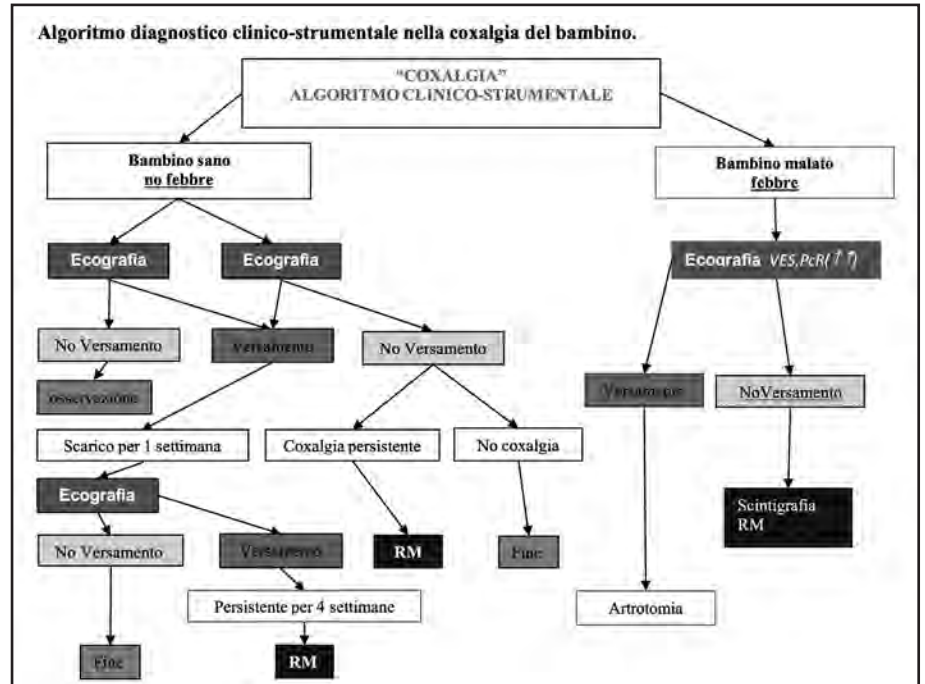 Algoritmo diagnostico clinico-strumentale nella coxalgia del bambino.
"COXALGIA"
ALGORITMO CLINICO-STRUMENTALE
Bambino sano
no febbre
Bambino malato
febbre
Ecografia
Ecografia
Ecografia VES,PcR(↑↑)
No Versamento
Versamento
No Versamento
Versamento
NoVersamento
osservazione
Scarico per 1 settimana
Coxalgia persistente
No coxalgia
Ecografia
Scintigrafia
RM
No Versamento
Versamento
RM
Fine
Persistente per 4 settimane
Artrotomia
Fine
RM